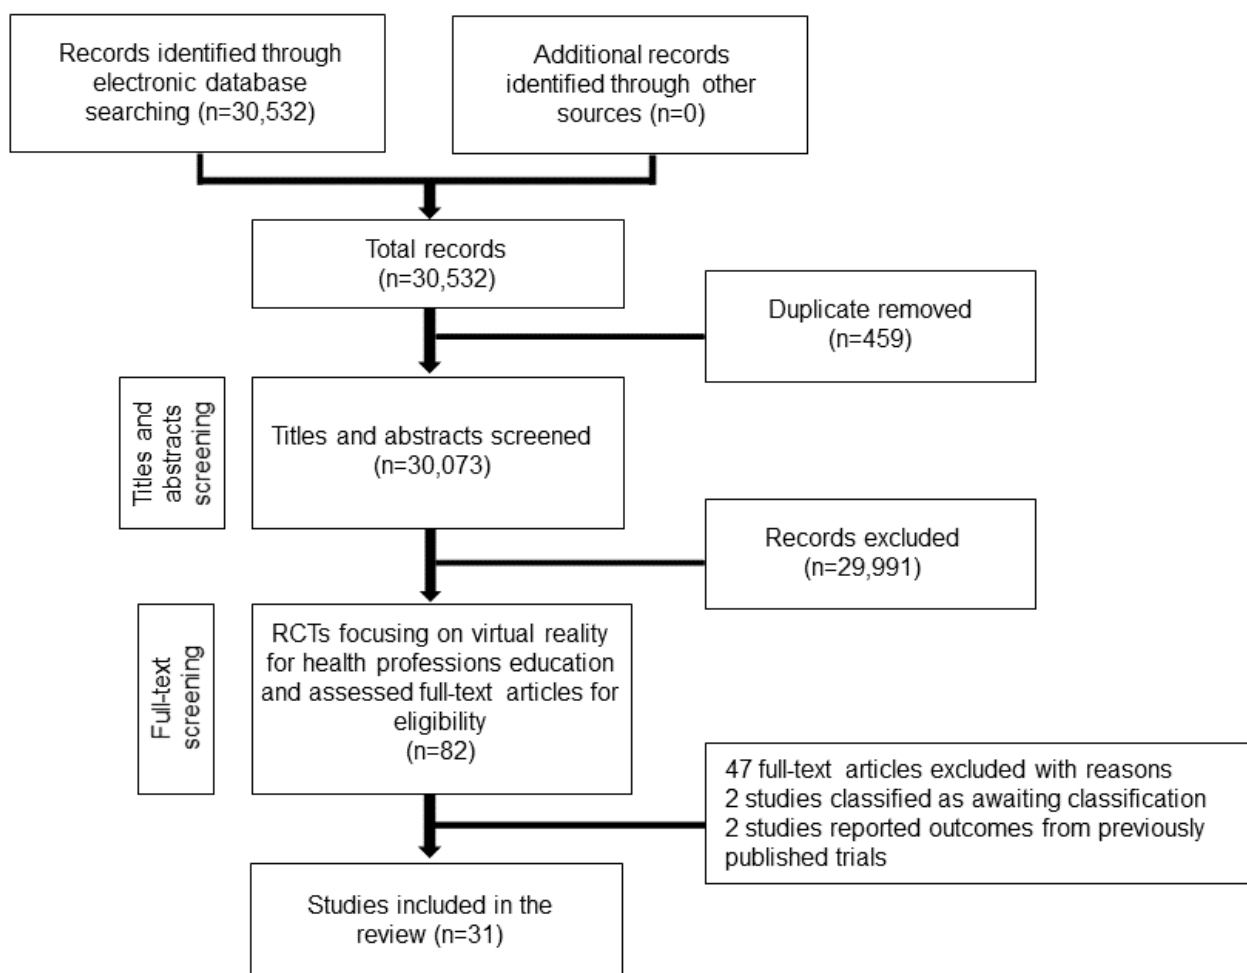 Records identified through
electronic database
searching (n=30,532)
Additional records
identified through other
sources (n=0)
Total records
(n=30,532)
Duplicate removed
(n=459)
Titles and
abstracts
screening
Titles and abstracts screened
(n=30,073)
Records excluded
(n=29,991)
Full-text
screening
RCTs focusing on virtual reality
for health professions education
and assessed full-text articles for
eligibility
(n=82)
47 full-text articles excluded with reasons
2 studies classified as awaiting classification
2 studies reported outcomes from previously
published trials
Studies included in the
review (n=31)